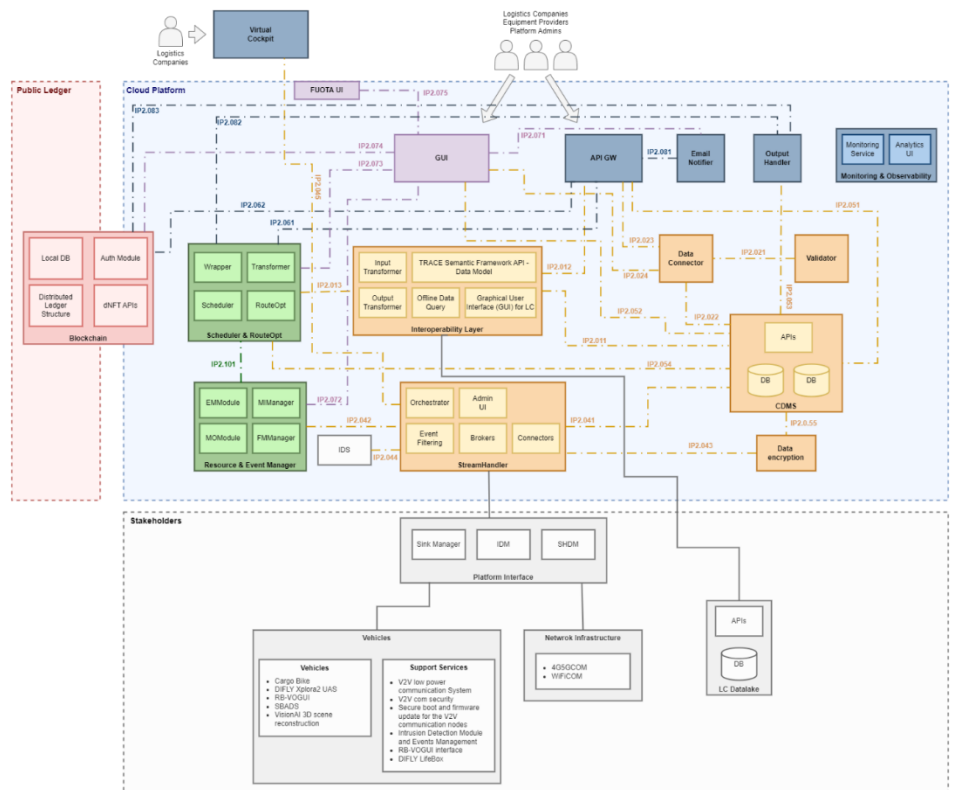 Logistics Companies
Equipment Providers
Platform Admins
Virtual
Cockpit
Logistics
Companies
Public Ledger
Cloud Platform
FUOTA UI
IP2.075
IP2.083
IP2.082
IP2.074
IP2.073
IP2.071
IP2.065
GUI
API GW
IP2.081
Email
Notifier
Output
Handler
Monitoring
Service
Analytics
UI
Monitoring & Observability
IP2.062
IP2.061
IP2.051
IP2.023
IP2.024
Data
Connector
IP2.021
Validator
Local DB
Auth Module
Distributed
Ledger
Structure
dNFT APIs
Blockchain
Wrapper
Transformer
Scheduler
RouteOpt
Scheduler & RouteOpt
IP2.013
Input
Transformer
TRACE Semantic Framework API -
Data Model
Output
Transformer
Offline Data
Query
Graphical User
Interface (GUI) for LC
Interoperability Layer
IP2.012
IP2.052
IP2.011
IP2.022
IP2.053
IP2.054
APIs
DB
DB
CDMS
IP2.101
IP2.072
EMModule
MIManager
MOModule
FMManager
Resource & Event Manager
IP2.042
IDS
IP2.044
Orchestrator
Admin
UI
Event
Filtering
Brokers
Connectors
StreamHandler
IP2.041
IP2.043
IP2.0.55
Data
encryption
Stakeholders
Sink Manager
IDM
SHDM
Platform Interface
Vehicles
Vehicles
Cargo Bike
DIFLY Xplora2 UAS
RB-VOGUI
SBADS
VisionAI 3D scene
reconstruction
Support Services
V2V low power
communication System
V2V com security
Secure boot and firmware
update for the V2V
communication nodes
Intrusion Detection Module
and Events Management
RB-VOGUI interface
DIFLY LifeBox
Netwrok Infrastructure
4G5GCOM
WiFiCOM
APIs
DB
LC Datalake